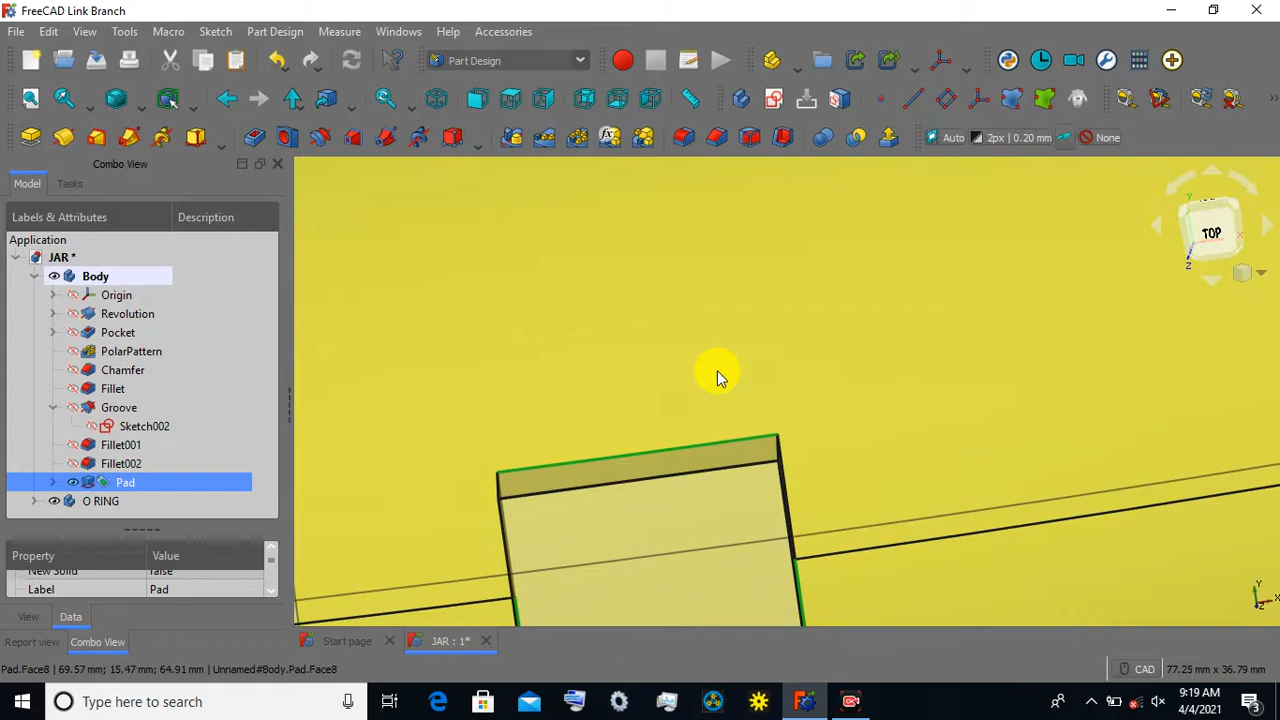 FreeCAD Link Branch
File Edit View Tools Macro Sketch Part Design Measure Windows Help Accessories
Part Design
fx
Auto 2px | 0.20 mm None
Combo View
Model Tasks
Labels & Attributes Description
Application
JAR *
Body
Origin
Revolution
Pocket
PolarPattern
Chamfer
Fillet
Groove
Sketch002
Fillet001
Fillet002
Pad
O RING
Property Value
New Solid false
Label Pad
View Data
Report view Combo View
Start page JAR : 1*
TOP
Y
X
Z
Y
X
Z
Pad.Face8 | 69.57 mm; 15.47 mm; 64.91 mm | Unnamed#Body.Pad.Face8
CAD 77.25 mm x 36.79 mm
Type here to search
9:19 AM
4/4/2021
3